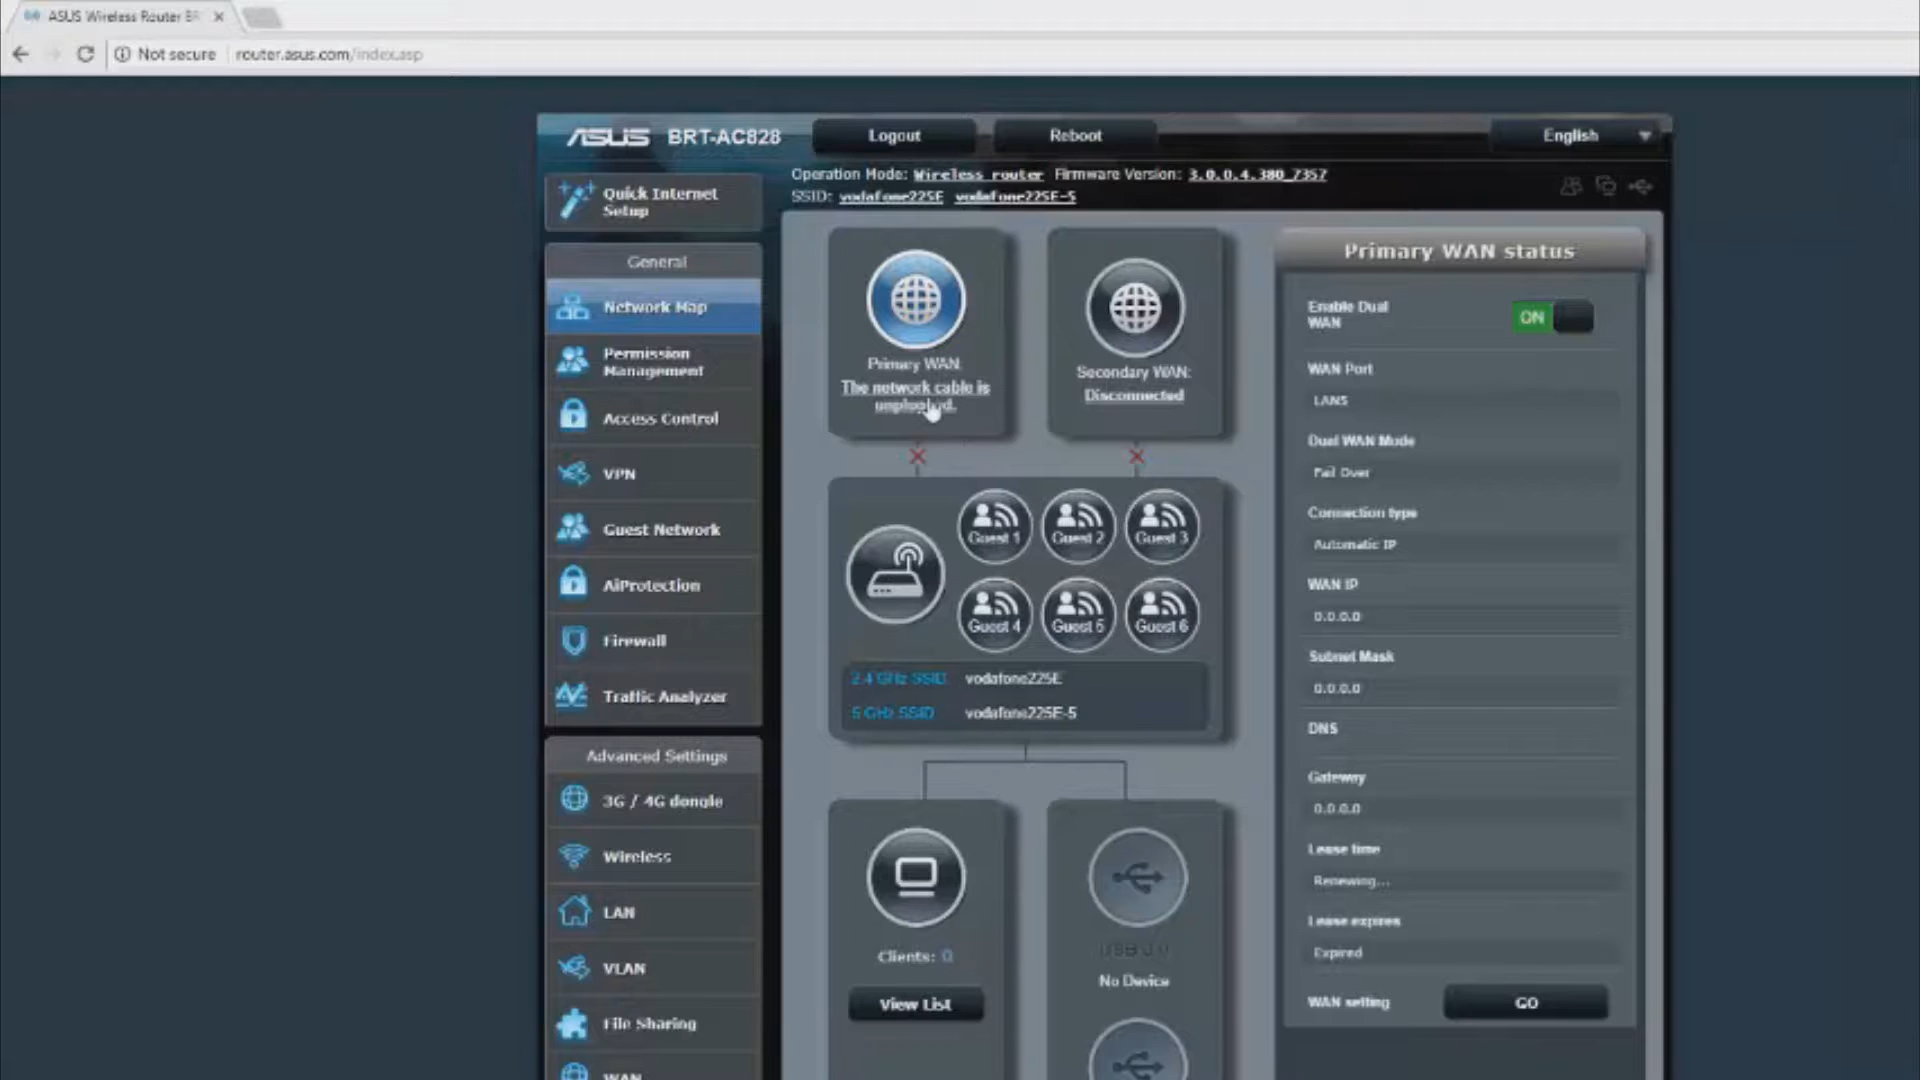 ASUS Wireless Router BR
Not secure
router.asus.com/index.asp
ASUS BRT-AC828
Logout
Reboot
English
Operation Mode: Wireless router Firmware Version: 3.0.0.4.380_7357
SSID: vodafone225E vodafone225E-5
Quick Internet
Setup
General
Network Map
Permission
Management
Access Control
VPN
Guest Network
AiProtection
Firewall
Traffic Analyzer
Advanced Settings
3G / 4G dongle
Wireless
LAN
VLAN
File Sharing
WAN
Primary WAN:
The network cable is
unplugged.
Secondary WAN:
Disconnected
Guest 1
Guest 2
Guest 3
Guest 4
Guest 5
Guest 6
2.4 GHz SSID vodafone225E
5 GHz SSID vodafone225E-5
Clients: 0
View List
USB 3.0
No Device
Primary WAN status
Enable Dual
WAN
ON
WAN Port
LAN5
Dual WAN Mode
Fail Over
Connection type
Automatic IP
WAN IP
0.0.0.0
Subnet Mask
0.0.0.0
DNS
Gateway
0.0.0.0
Lease time
Renewing...
Lease expires
Expired
WAN setting
GO